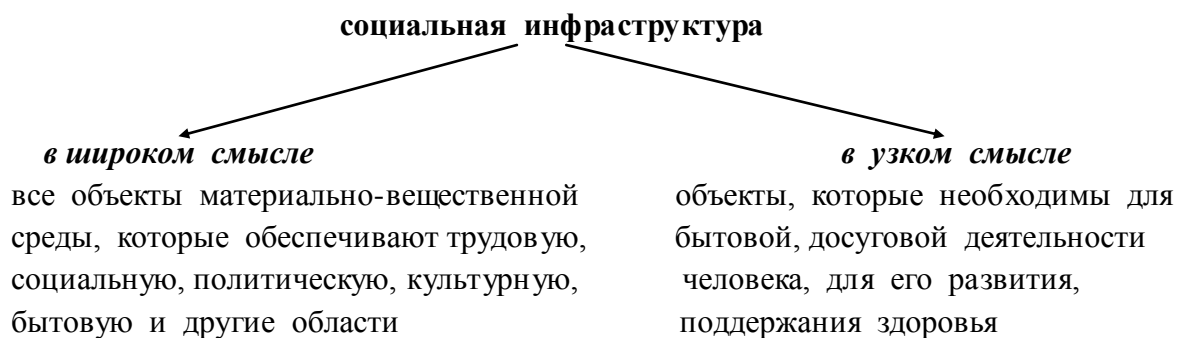 социальная инфраструктура
в широком смысле
все объекты материально-вещественной
среды, которые обеспечивают трудовую,
социальную, политическую, культурную,
бытовую и другие области
в узком смысле
объекты, которые необходимы для
бытовой, досуговой деятельности
человека, для его развития,
поддержания здоровья